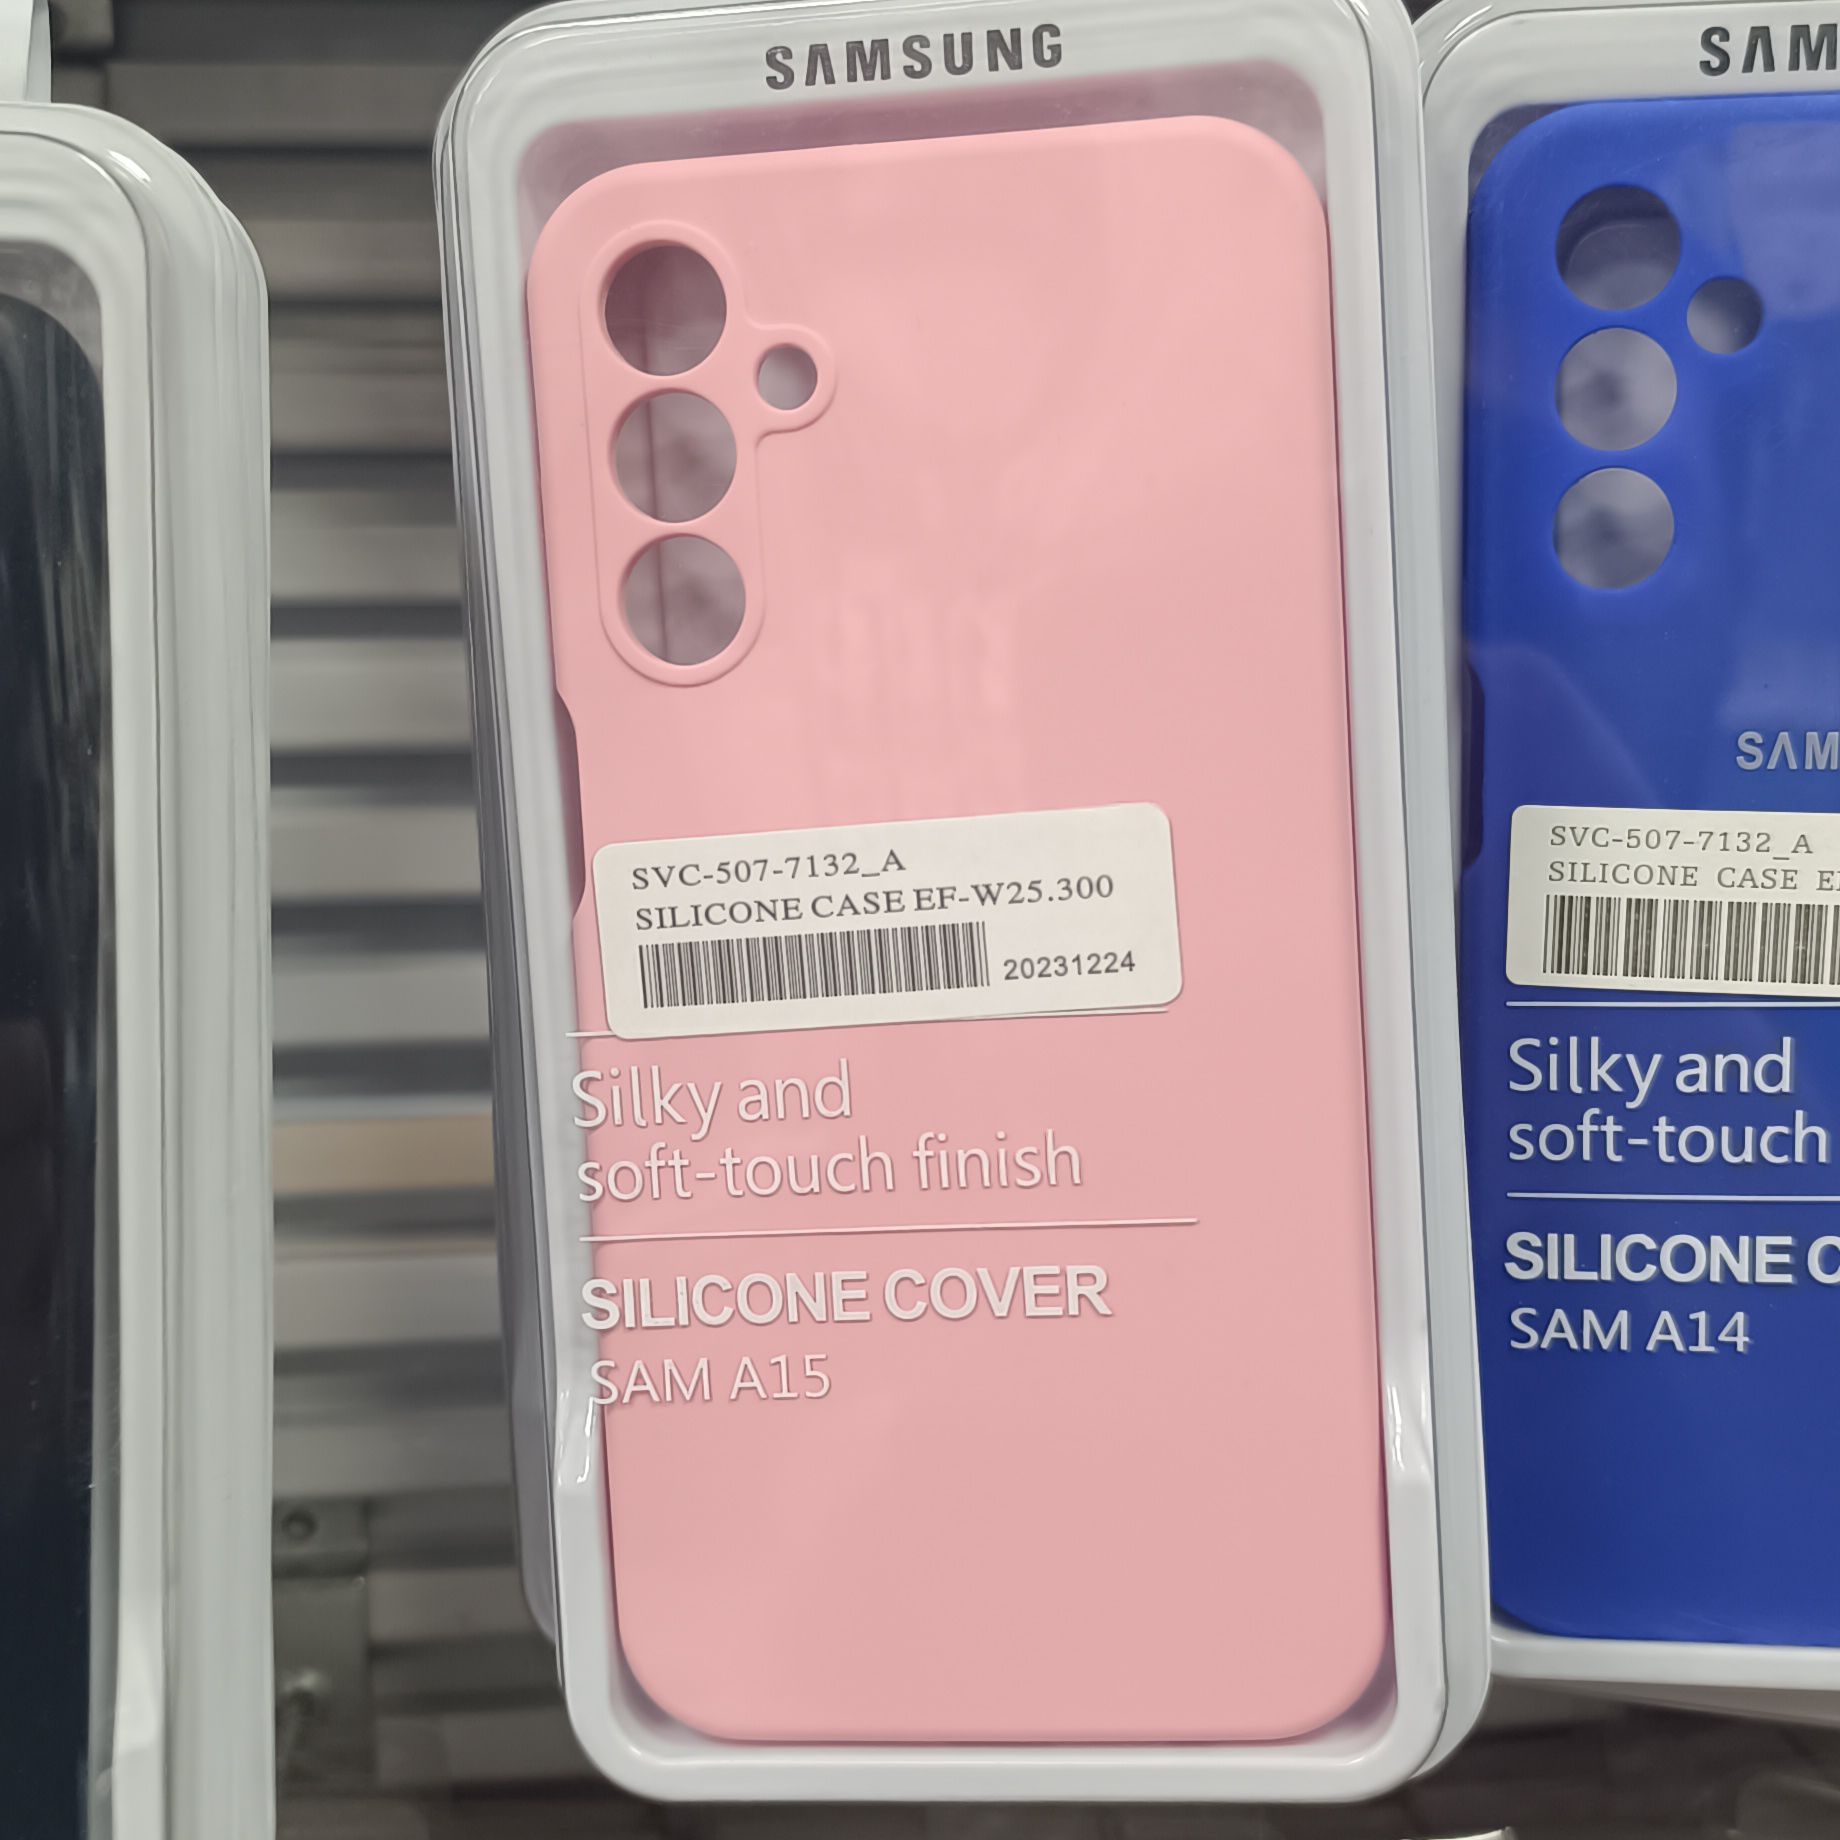 SAMSUNG
SVC-507-7132_A
SILICONE CASE EF-W25.300
20231224
Silky and
soft-touch finish
SILICONE COVER
SAM A15
SAM
SAM
SVC-507-7132_A
SILICONE CASE
Silky and
soft-touch
SILICONE
SAM A14